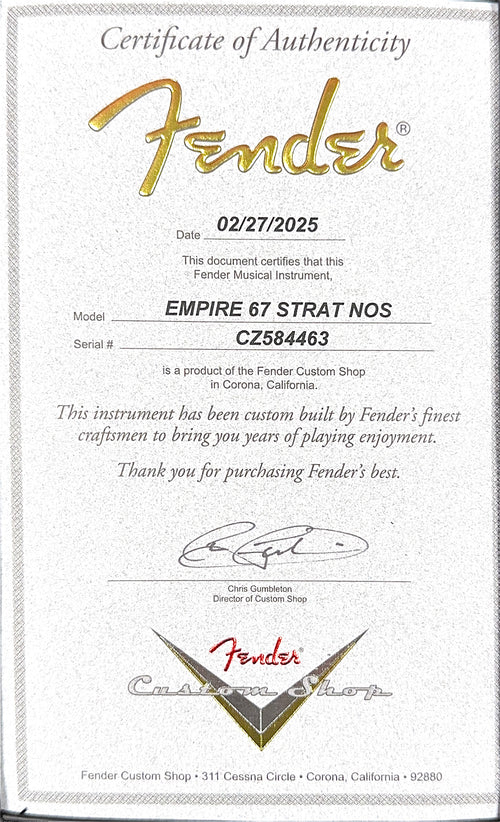 Certificate of Authenticity
Fender®
Date 02/27/2025
This document certifies that this
Fender Musical Instrument,
Model EMPIRE 67 STRAT NOS
Serial # CZ584463
is a product of the Fender Custom Shop
in Corona, California.
This instrument has been custom built by Fender's finest
craftsmen to bring you years of playing enjoyment.
Thank you for purchasing Fender's best.
Chris Gumbleton
Director of Custom Shop
Fender®
Custom Shop
Fender Custom Shop • 311 Cessna Circle • Corona, California • 92880